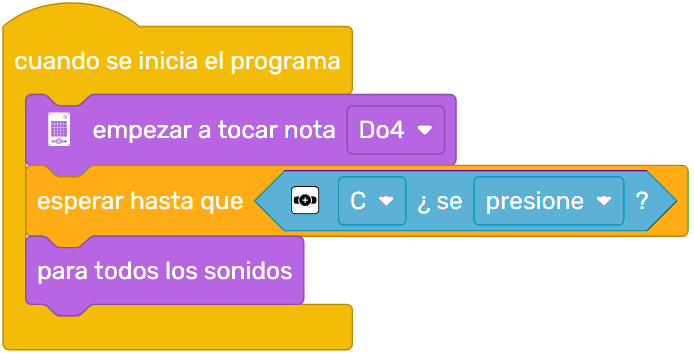 cuando se inicia el programa
empezar a tocar nota Do4
esperar hasta que C ¿ se presione ?
para todos los sonidos